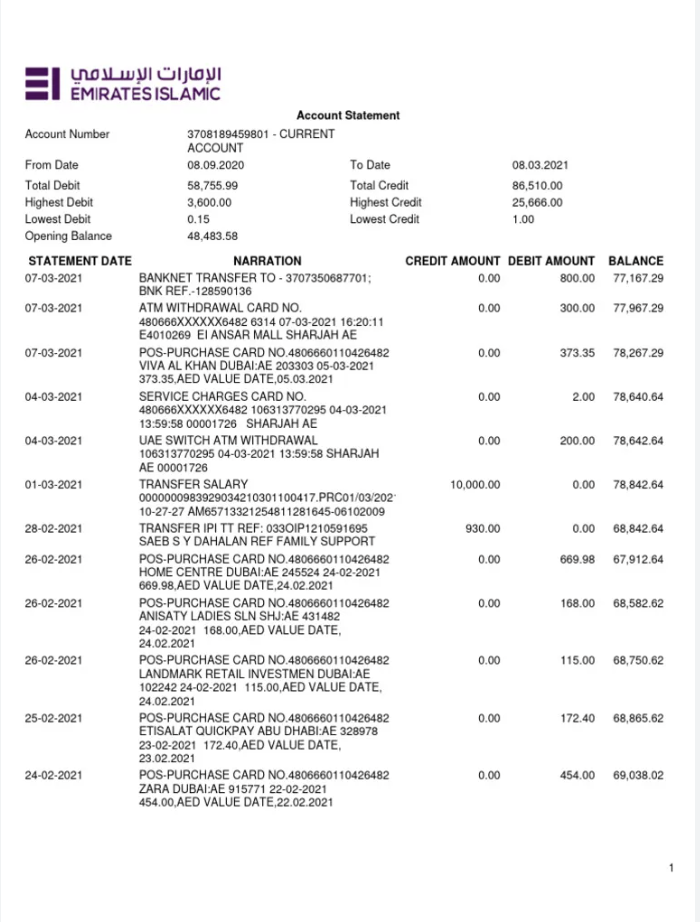 الإمارات الإسلامي
EMIRATES ISLAMIC
Account Statement
Account Number 3708189459801 - CURRENT
ACCOUNT
From Date 08.09.2020 To Date 08.03.2021
Total Debit 58,755.99 Total Credit 86,510.00
Highest Debit 3,600.00 Highest Credit 25,666.00
Lowest Debit 0.15 Lowest Credit 1.00
Opening Balance 48,483.58
STATEMENT DATE NARRATION CREDIT AMOUNT DEBIT AMOUNT BALANCE
07-03-2021 BANKNET TRANSFER TO - 3707350687701; 0.00 800.00 77,167.29
BNK REF.-128590136
07-03-2021 ATM WITHDRAWAL CARD NO. 0.00 300.00 77,967.29
480666XXXXXX6482 6314 07-03-2021 16:20:11
E4010269 EI ANSAR MALL SHARJAH AE
07-03-2021 POS-PURCHASE CARD NO.4806660110426482 0.00 373.35 78,267.29
VIVA AL KHAN DUBAI:AE 203303 05-03-2021
373.35,AED VALUE DATE,05.03.2021
04-03-2021 SERVICE CHARGES CARD NO. 0.00 2.00 78,640.64
480666XXXXXX6482 106313770295 04-03-2021
13:59:58 00001726 SHARJAH AE
04-03-2021 UAE SWITCH ATM WITHDRAWAL 0.00 200.00 78,642.64
106313770295 04-03-2021 13:59:58 SHARJAH
AE 00001726
01-03-2021 TRANSFER SALARY 10,000.00 0.00 78,842.64
0000000983929034210301100417.PRC01/03/202
10-27-27 AM65713321254811281645-06102009
28-02-2021 TRANSFER IPI TT REF: 033OIP1210591695 930.00 0.00 68,842.64
SAEB S Y DAHALAN REF FAMILY SUPPORT
26-02-2021 POS-PURCHASE CARD NO.4806660110426482 0.00 669.98 67,912.64
HOME CENTRE DUBAI:AE 245524 24-02-2021
669.98,AED VALUE DATE,24.02.2021
26-02-2021 POS-PURCHASE CARD NO.4806660110426482 0.00 168.00 68,582.62
ANISATY LADIES SLN SHJ:AE 431482
24-02-2021 168.00,AED VALUE DATE,
24.02.2021
26-02-2021 POS-PURCHASE CARD NO.4806660110426482 0.00 115.00 68,750.62
LANDMARK RETAIL INVESTMEN DUBAI:AE
102242 24-02-2021 115.00,AED VALUE DATE,
24.02.2021
25-02-2021 POS-PURCHASE CARD NO.4806660110426482 0.00 172.40 68,865.62
ETISALAT QUICKPAY ABU DHABI:AE 328978
23-02-2021 172.40,AED VALUE DATE,
23.02.2021
24-02-2021 POS-PURCHASE CARD NO.4806660110426482 0.00 454.00 69,038.02
ZARA DUBAI:AE 915771 22-02-2021
454.00,AED VALUE DATE,22.02.2021
1